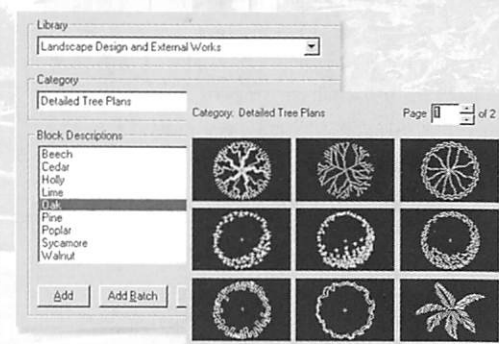 Library
Landscape Design and External Works
Category
Detailed Tree Plans
Block Descriptions
Beech
Cedar
Holly
Lime
Oak
Pine
Poplar
Sycamore
Walnut
Add
Add Batch
Category: Detailed Tree Plans
Page 1 of 2